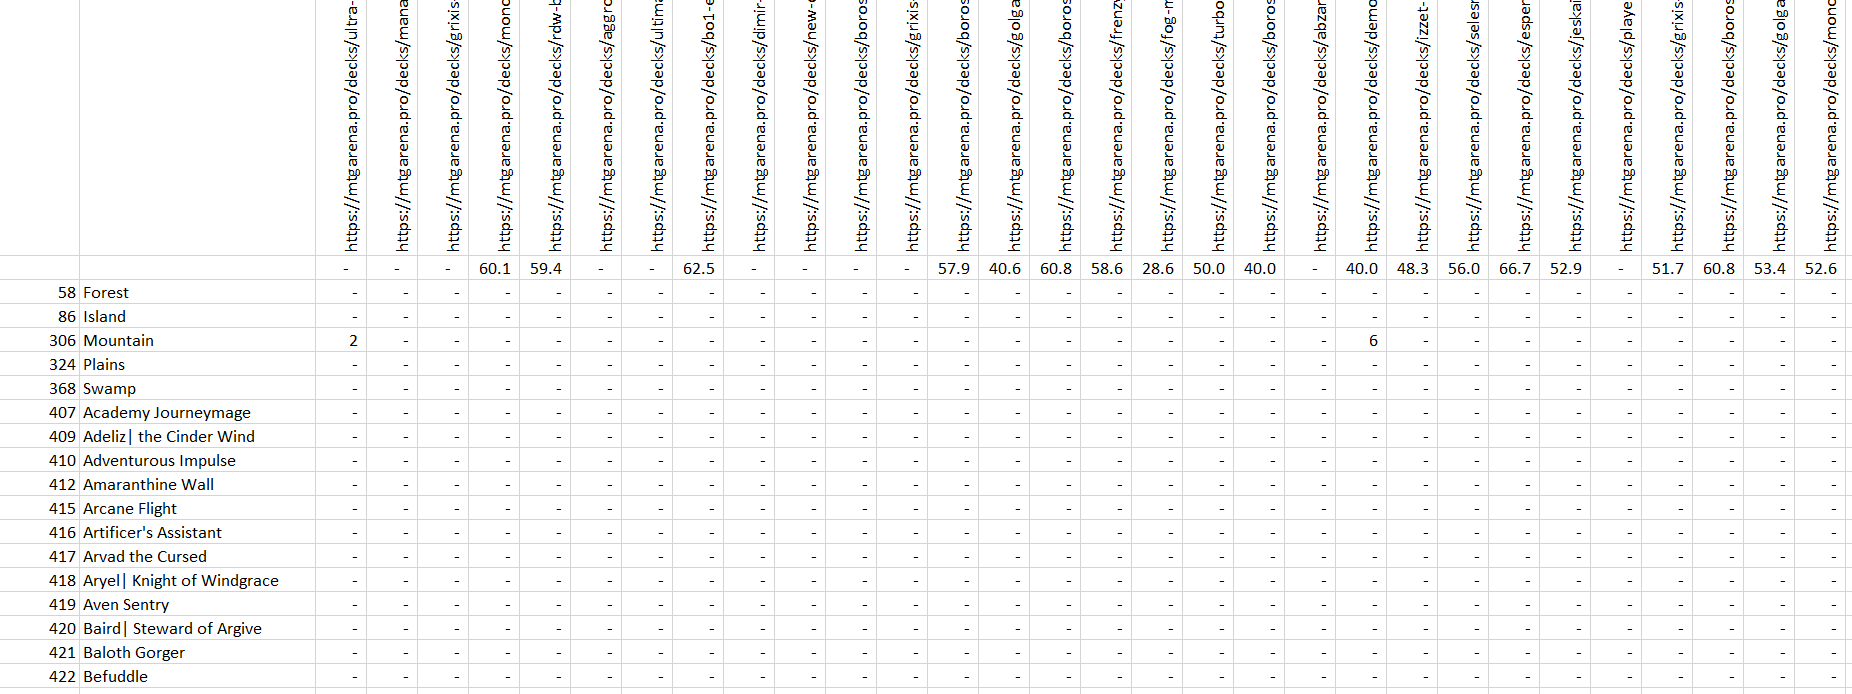 https://mtgarena.pro/decks/ultra-
https://mtgarena.pro/decks/mana
https://mtgarena.pro/decks/grixis-
https://mtgarena.pro/decks/mono
https://mtgarena.pro/decks/rdw-b
https://mtgarena.pro/decks/aggro
https://mtgarena.pro/decks/ultima
https://mtgarena.pro/decks/bo1-e
https://mtgarena.pro/decks/dimir-
https://mtgarena.pro/decks/new-
https://mtgarena.pro/decks/boros
https://mtgarena.pro/decks/grixis-
https://mtgarena.pro/decks/boros
https://mtgarena.pro/decks/golga
https://mtgarena.pro/decks/boros
https://mtgarena.pro/decks/frenzy
https://mtgarena.pro/decks/fog-m
https://mtgarena.pro/decks/turbo
https://mtgarena.pro/decks/boros
https://mtgarena.pro/decks/abzan
https://mtgarena.pro/decks/demo
https://mtgarena.pro/decks/izzet-
https://mtgarena.pro/decks/selesn
https://mtgarena.pro/decks/esper
https://mtgarena.pro/decks/jeskai
https://mtgarena.pro/decks/playe
https://mtgarena.pro/decks/grixis
https://mtgarena.pro/decks/boros
https://mtgarena.pro/decks/golga
https://mtgarena.pro/decks/mono
- - - 60.1 59.4 - - 62.5 - - - - 57.9 40.6 60.8 58.6 28.6 50.0 40.0 - 40.0 48.3 56.0 66.7 52.9 - 51.7 60.8 53.4 52.6
58 Forest - - - - - - - - - - - - - - - - - - - - - - - - - - - - - -
86 Island - - - - - - - - - - - - - - - - - - - - - - - - - - - - - -
306 Mountain 2 - - - - - - - - - - - - - - - - - - - 6 - - - - - - - - -
324 Plains - - - - - - - - - - - - - - - - - - - - - - - - - - - - - -
368 Swamp - - - - - - - - - - - - - - - - - - - - - - - - - - - - - -
407 Academy Journeymage - - - - - - - - - - - - - - - - - - - - - - - - - - - - - -
409 Adeliz| the Cinder Wind - - - - - - - - - - - - - - - - - - - - - - - - - - - - - -
410 Adventurous Impulse - - - - - - - - - - - - - - - - - - - - - - - - - - - - - -
412 Amaranthine Wall - - - - - - - - - - - - - - - - - - - - - - - - - - - - - -
415 Arcane Flight - - - - - - - - - - - - - - - - - - - - - - - - - - - - - -
416 Artificer's Assistant - - - - - - - - - - - - - - - - - - - - - - - - - - - - - -
417 Arvad the Cursed - - - - - - - - - - - - - - - - - - - - - - - - - - - - - -
418 Aryel| Knight of Windgrace - - - - - - - - - - - - - - - - - - - - - - - - - - - - - -
419 Aven Sentry - - - - - - - - - - - - - - - - - - - - - - - - - - - - - -
420 Baird| Steward of Argive - - - - - - - - - - - - - - - - - - - - - - - - - - - - - -
421 Baloth Gorger - - - - - - - - - - - - - - - - - - - - - - - - - - - - - -
422 Befuddle - - - - - - - - - - - - - - - - - - - - - - - - - - - - - -